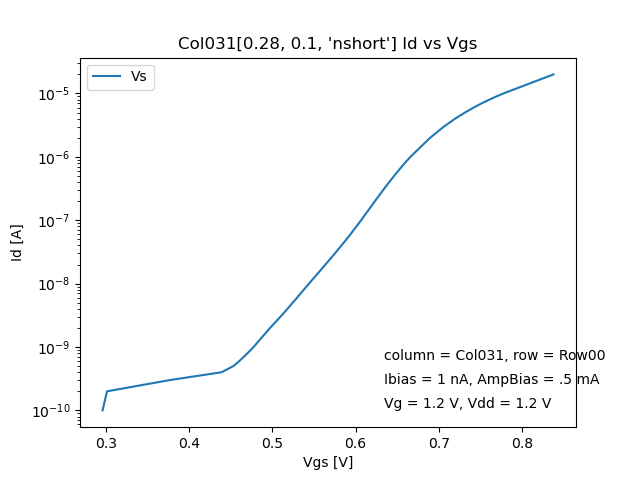 Col031[0.28, 0.1, 'nshort'] Id vs Vgs
Vs
Id [A]
10⁻⁵
10⁻⁶
10⁻⁷
10⁻⁸
10⁻⁹
10⁻¹⁰
column = Col031, row = Row00
Ibias = 1 nA, AmpBias = .5 mA
Vg = 1.2 V, Vdd = 1.2 V
0.3 0.4 0.5 0.6 0.7 0.8
Vgs [V]